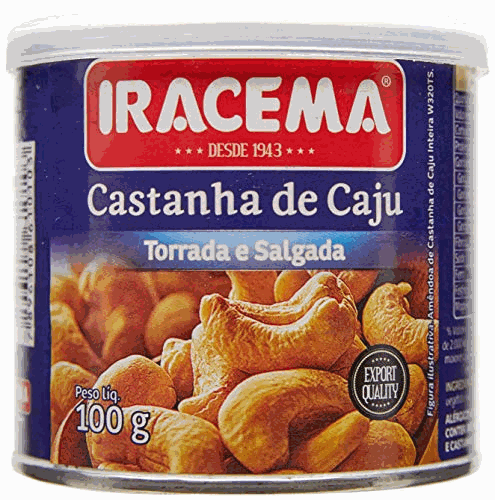 IRACEMA®
DESDE 1943
Castanha de Caju
Torrada e Salgada
EXPORT
QUALITY
Peso líq.
100 g
Figura ilustrativa Amêndoa de Castanha de Caju Inteira W320TS.